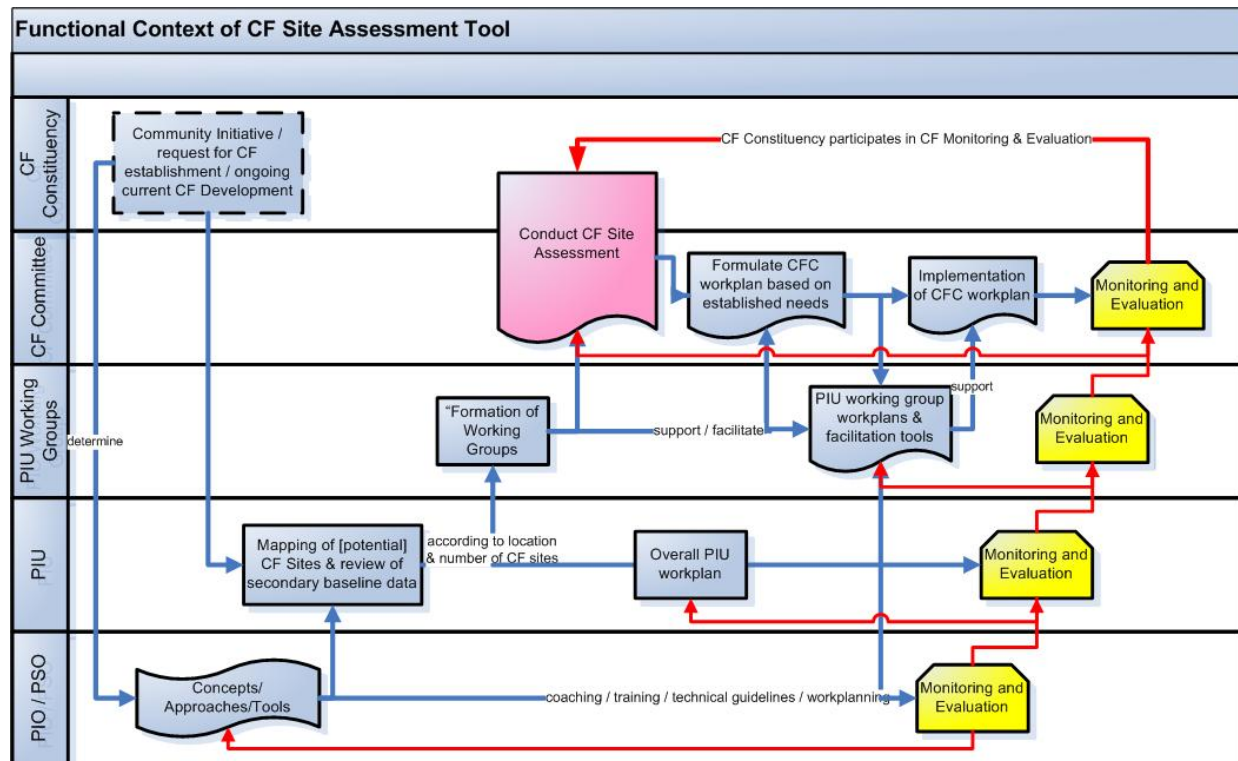 Functional Context of CF Site Assessment Tool
CF
Constituency
Community Initiative /
request for CF
establishment / ongoing
current CF Development
CF Constituency participates in CF Monitoring & Evaluation
CF Committee
Conduct CF Site
Assessment
Formulate CFC
workplan based on
established needs
Implementation
of CFC workplan
Monitoring and
Evaluation
PIU Working
Groups
determine
“Formation of
Working
Groups
support / facilitate
PIU working group
workplans &
facilitation tools
support
Monitoring and
Evaluation
PIU
Mapping of [potential]
CF Sites & review of
secondary baseline data
according to location
& number of CF sites
Overall PIU
workplan
Monitoring and
Evaluation
PIO / PSO
Concepts/
Approaches/Tools
coaching / training / technical guidelines / workplanning
Monitoring and
Evaluation